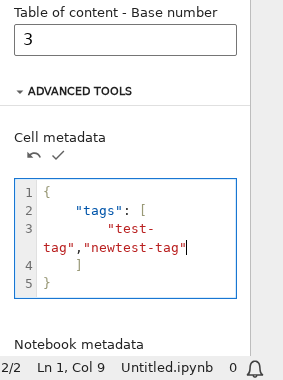 Table of content - Base number
3
ADVANCED TOOLS
Cell metadata
1 {
2 "tags": [
3 "test-
tag","newtest-tag"
4 ]
5 }
Notebook metadata
2/2 Ln 1, Col 9 Untitled.ipynb 0